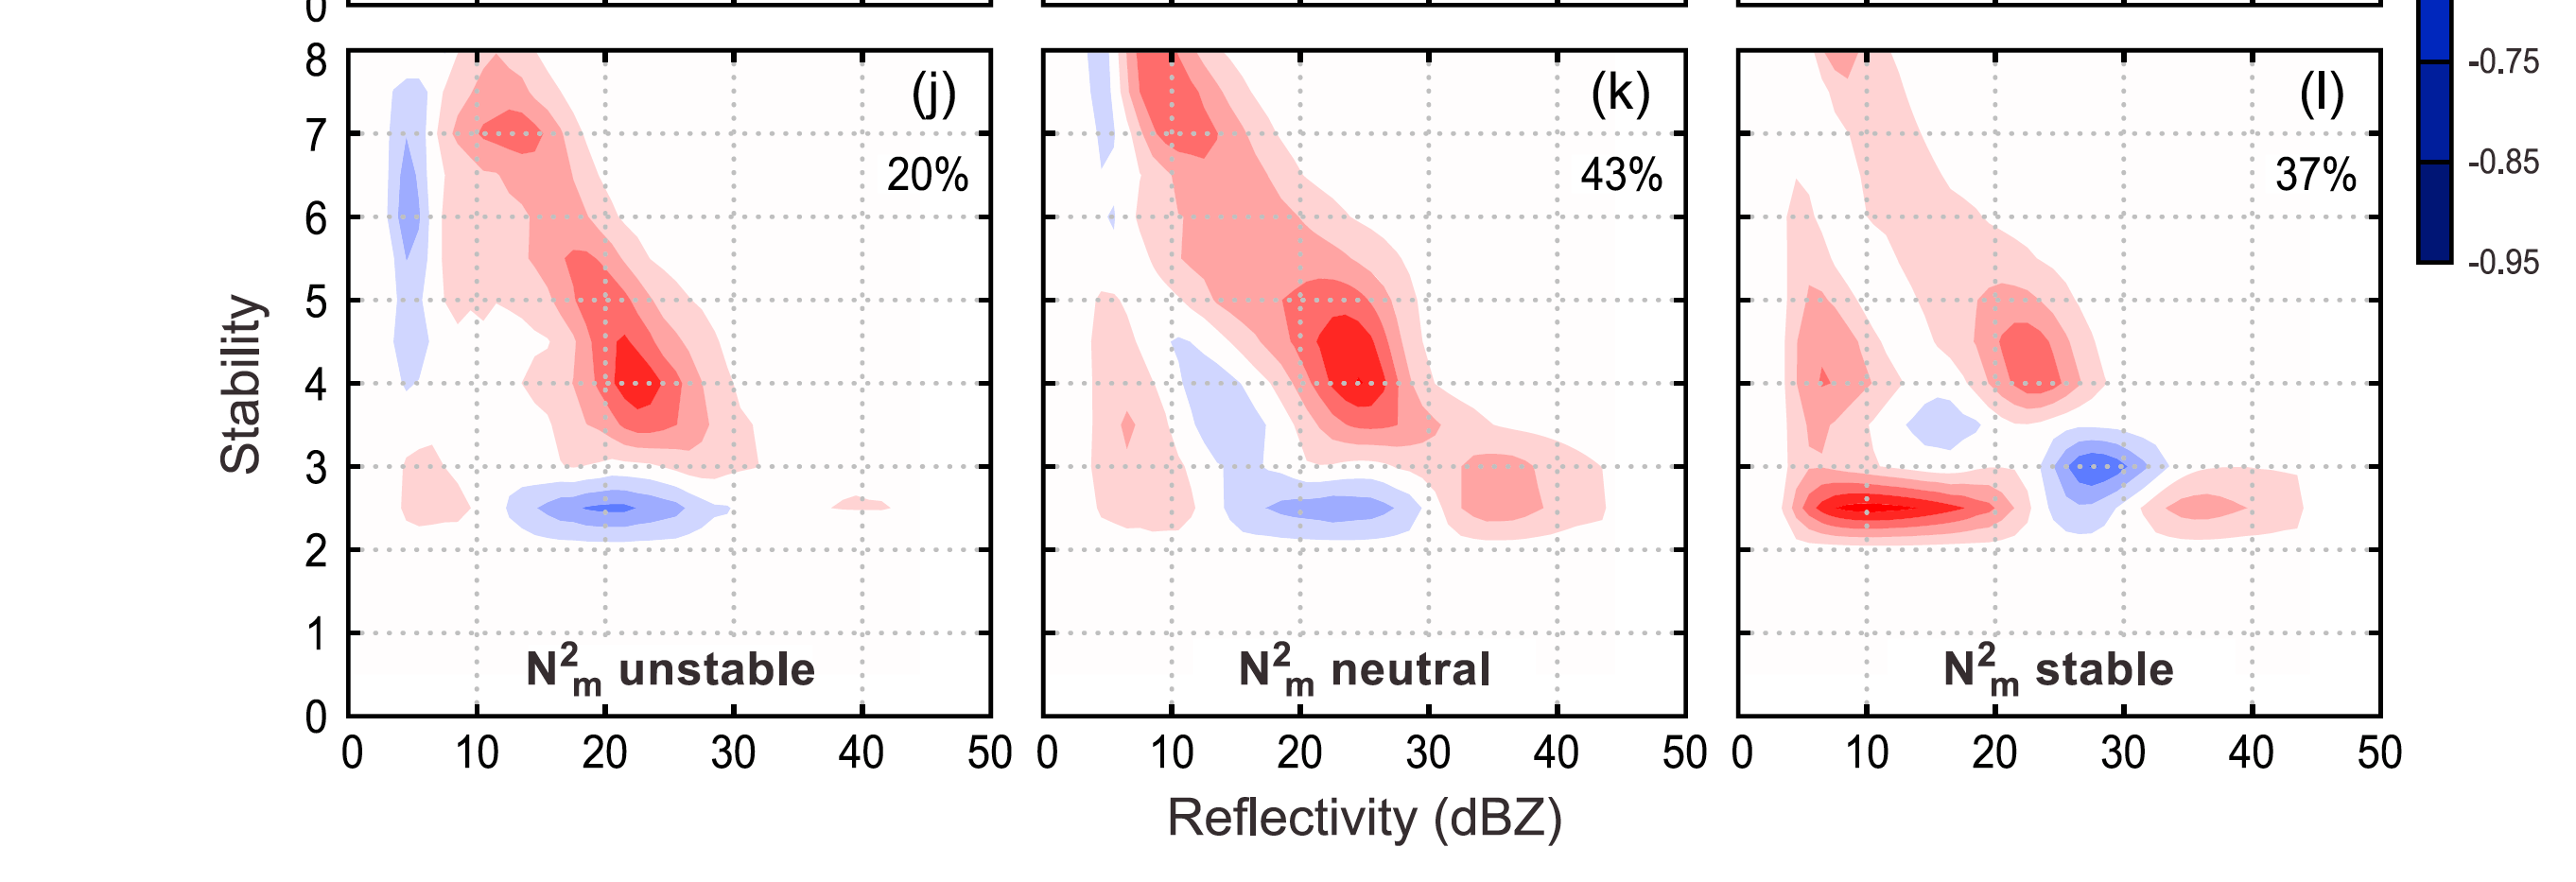 0
8
7
6
5
4
3
2
1
0
Stability
(j)
20%
N²m unstable
0 10 20 30 40 50
(k)
43%
N²m neutral
0 10 20 30 40 50
(l)
37%
N²m stable
0 10 20 30 40 50
Reflectivity (dBZ)
-0.75
-0.85
-0.95